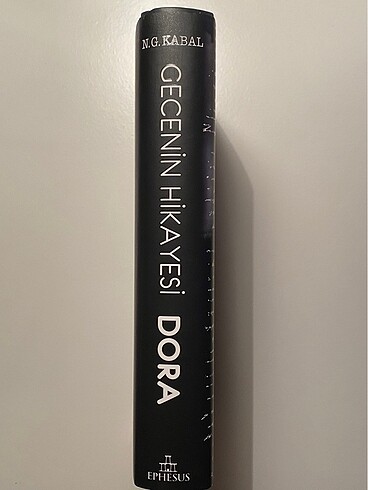 N.G. KABAL
GECENİN HİKAYESİ DORA
EPHESUS